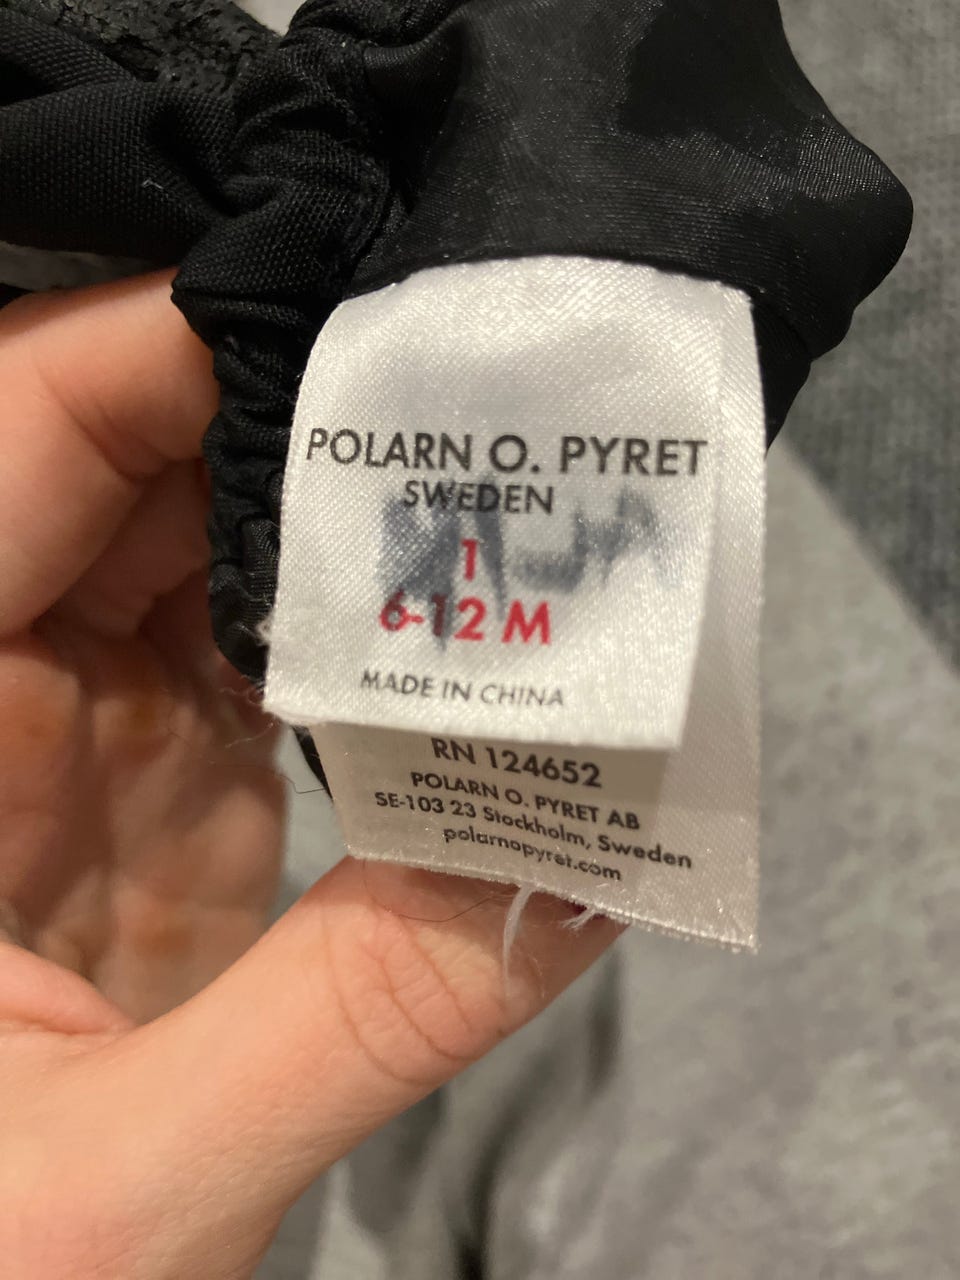 POLARN O. PYRET
SWEDEN
1
6-12 M
MADE IN CHINA
RN 124652
POLARN O. PYRET AB
SE-103 23 Stockholm, Sweden
polarnopyret.com